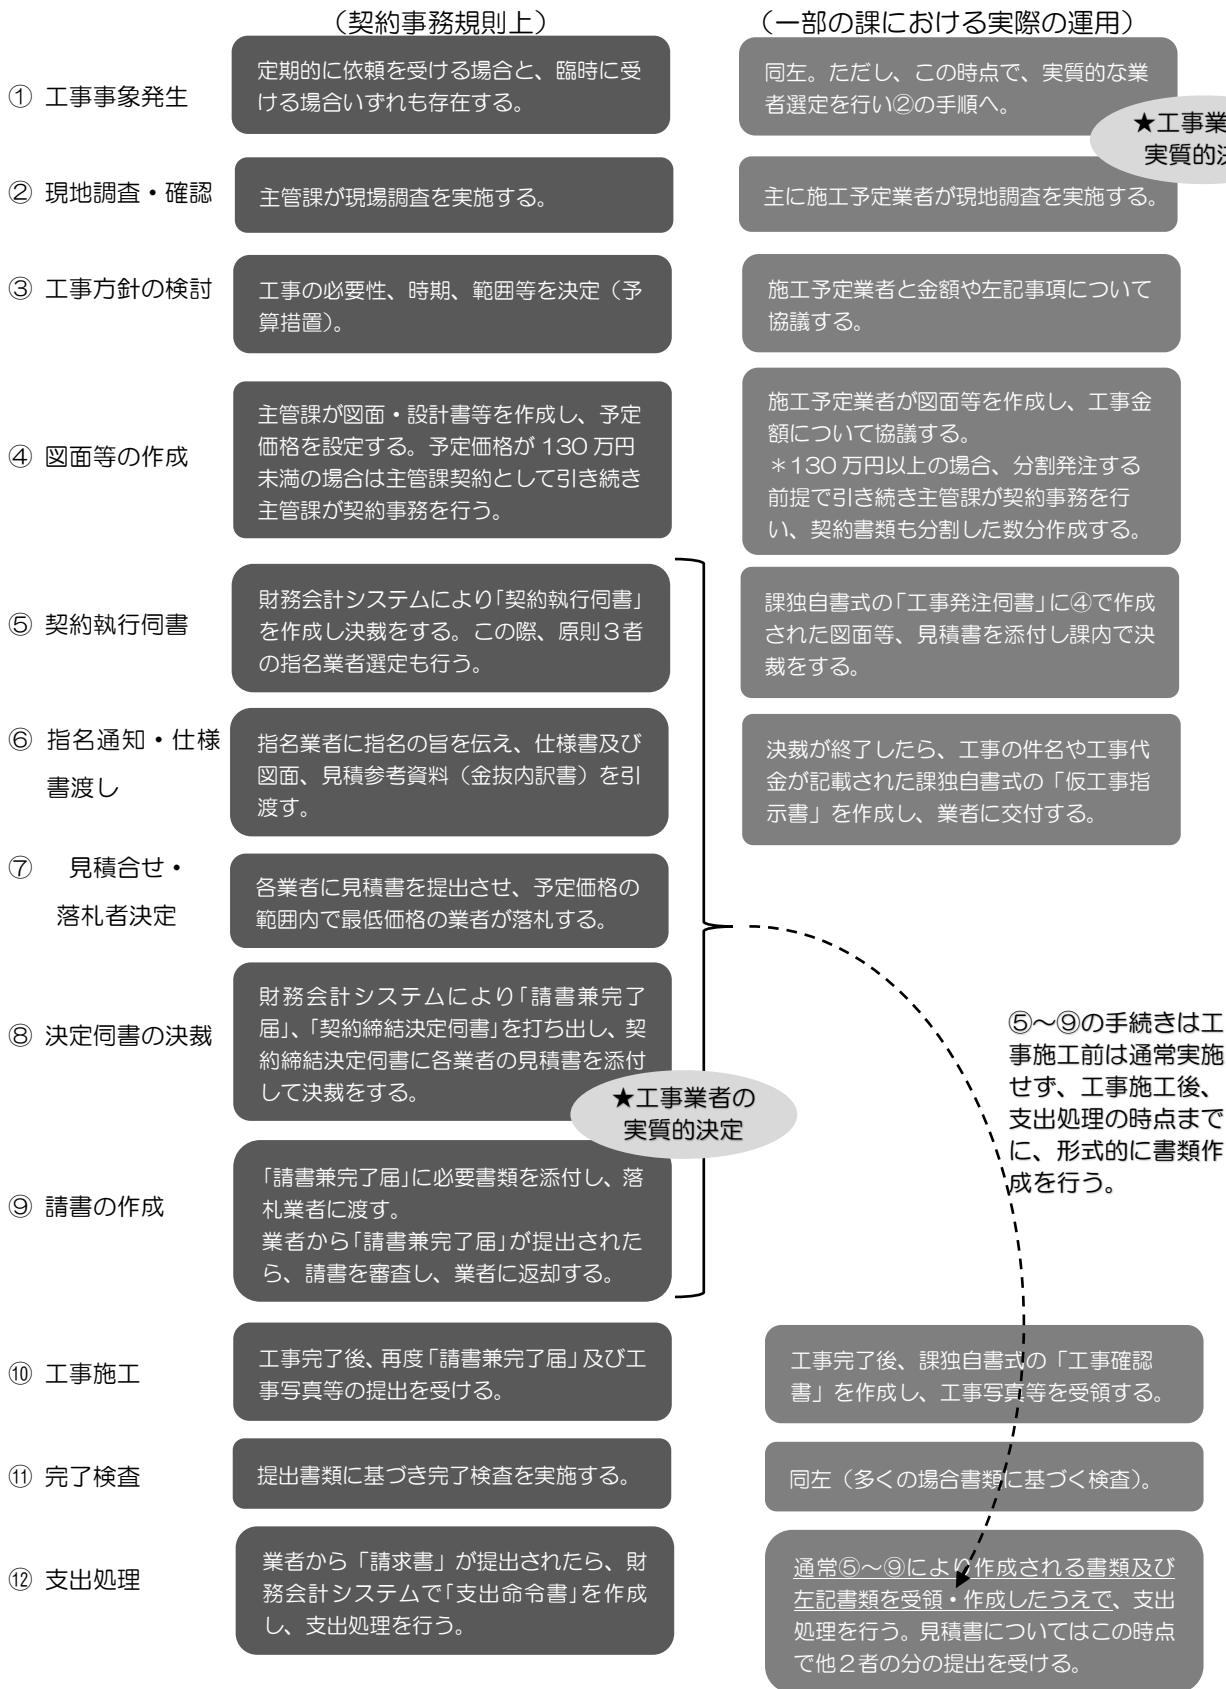 （契約事務規則上）
（一部の課における実際の運用）
① 工事事象発生
定期的に依頼を受ける場合と、臨時に受
ける場合いずれも存在する。
同左。ただし、この時点で、実質的な業
者選定を行い②の手順へ。
★工事業
実質的決
② 現地調査・確認
主管課が現場調査を実施する。
主に施工予定業者が現地調査を実施する。
③ 工事方針の検討
工事の必要性、時期、範囲等を決定（予
算措置）。
施工予定業者と金額や左記事項について
協議する。
④ 図面等の作成
主管課が図面・設計書等を作成し、予定
価格を設定する。予定価格が 130 万円
未満の場合は主管課契約として引き続き
主管課が契約事務を行う。
施工予定業者が図面等を作成し、工事金
額について協議する。
＊130 万円以上の場合、分割発注する
前提で引き続き主管課が契約事務を行
い、契約書類も分割した数分作成する。
⑤ 契約執行伺書
財務会計システムにより「契約執行伺書」
を作成し決裁をする。この際、原則３者
の指名業者選定も行う。
課独自書式の「工事発注伺書」に④で作成
された図面等、見積書を添付し課内で決
裁をする。
⑥ 指名通知・仕様
書渡し
指名業者に指名の旨を伝え、仕様書及び
図面、見積参考資料（金抜内訳書）を引
渡す。
決裁が終了したら、工事の件名や工事代
金が記載された課独自書式の「仮工事指
示書」を作成し、業者に交付する。
⑦ 見積合せ・
落札者決定
各業者に見積書を提出させ、予定価格の
範囲内で最低価格の業者が落札する。
⑧ 決定伺書の決裁
財務会計システムにより「請書兼完了
届」、「契約締結決定伺書」を打ち出し、契
約締結決定伺書に各業者の見積書を添付
して決裁をする。
★工事業者の
実質的決定
⑤～⑨の手続きは工
事施工前は通常実施
せず、工事施工後、
支出処理の時点まで
に、形式的に書類作
成を行う。
⑨ 請書の作成
「請書兼完了届」に必要書類を添付し、落
札業者に渡す。
業者から「請書兼完了届」が提出された
ら、請書を審査し、業者に返却する。
⑩ 工事施工
工事完了後、再度「請書兼完了届」及び工
事写真等の提出を受ける。
工事完了後、課独自書式の「工事確認
書」を作成し、工事写真等を受領する。
⑪ 完了検査
提出書類に基づき完了検査を実施する。
同左（多くの場合書類に基づく検査）。
⑫ 支出処理
業者から「請求書」が提出されたら、財
務会計システムで「支出命令書」を作成
し、支出処理を行う。
通常⑤～⑨により作成される書類及び
左記書類を受領・作成したうえで、支出
処理を行う。見積書についてはこの時点
で他２者の分の提出を受ける。